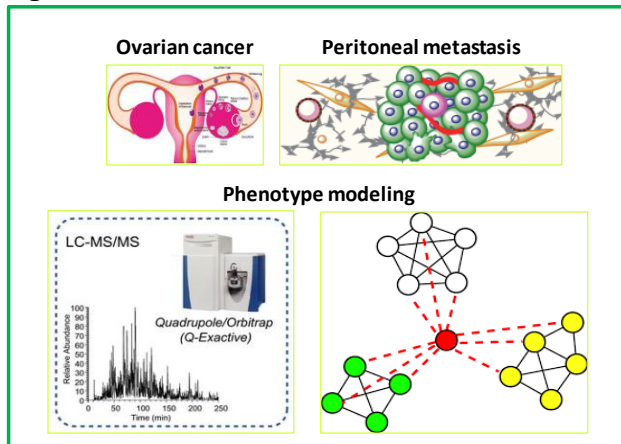 Ovarian cancer
Peritoneal metastasis
Phenotype modeling
LC-MS/MS
Quadrupole/Orbitrap
(Q-Exactive)
Relative Abundance
100
90
80
70
60
50
40
30
20
10
0
0 50 100 150 200 250
Time (min)